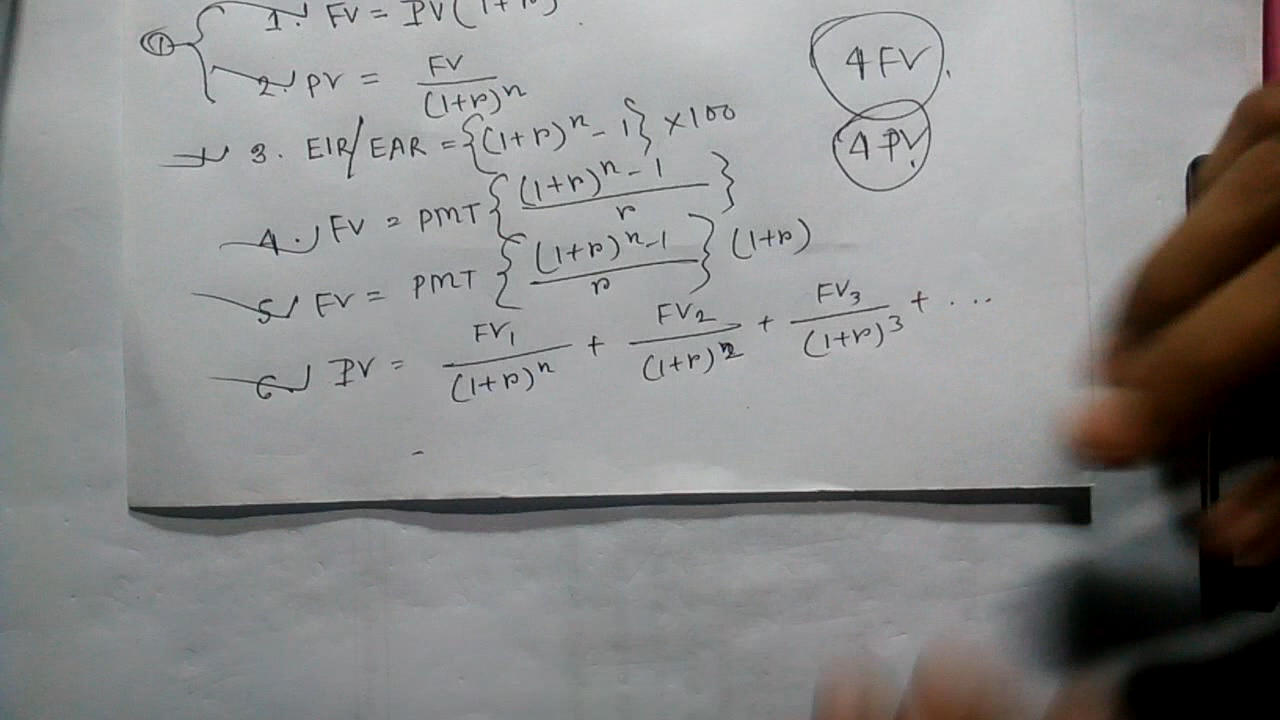 ① 1. FV = PV(1+r)
2. PV = FV/(1+r)^n
3. EIR/EAR = {(1+r)^n - 1} × 100
4. FV = PMT {((1+r)^n - 1)/r}
5. FV = PMT {((1+r)^n - 1)/r} (1+r)
6. PV = FV₁/(1+r)^n + FV₂/(1+r)^2 + FV₃/(1+r)^3 + ...
4 FV.
4 PV.